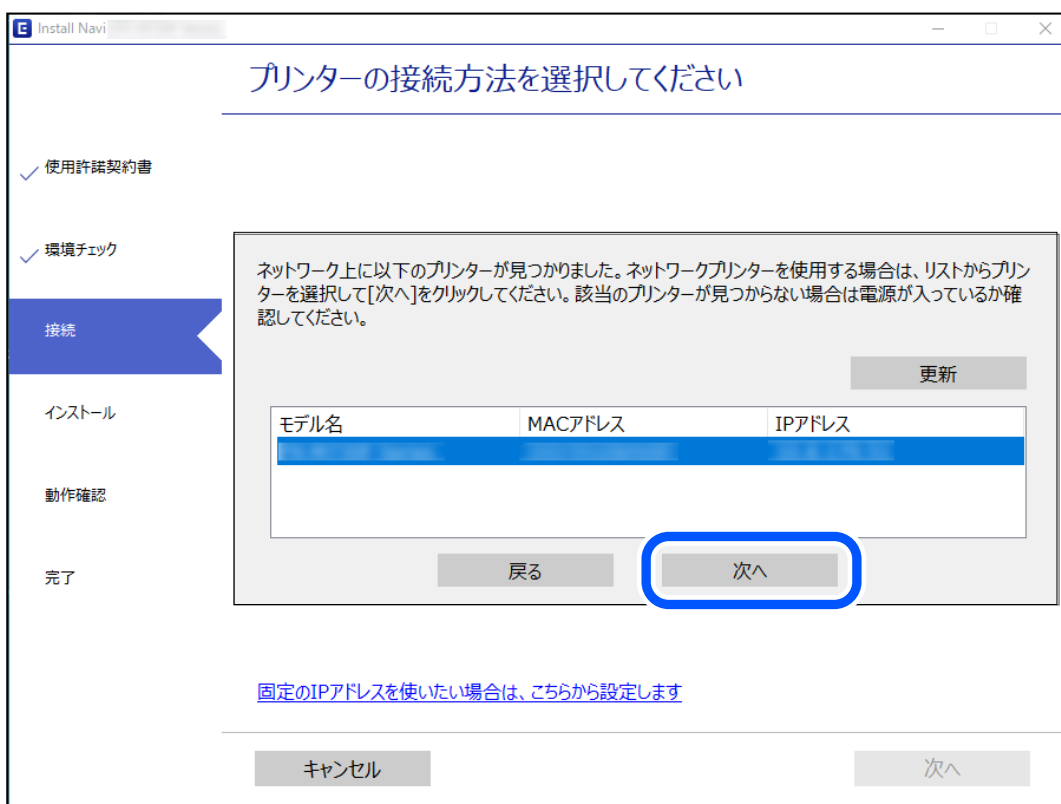 E Install Navi
プリンターの接続方法を選択してください
使用許諾契約書
環境チェック
接続
インストール
動作確認
完了
ネットワーク上に以下のプリンターが見つかりました。ネットワークプリンターを使用する場合は、リストからプリン
ターを選択して[次へ]をクリックしてください。該当のプリンターが見つからない場合は電源が入っているか確
認してください。
更新
モデル名 MACアドレス IPアドレス
戻る 次へ
固定のIPアドレスを使いたい場合は、こちらから設定します
キャンセル 次へ